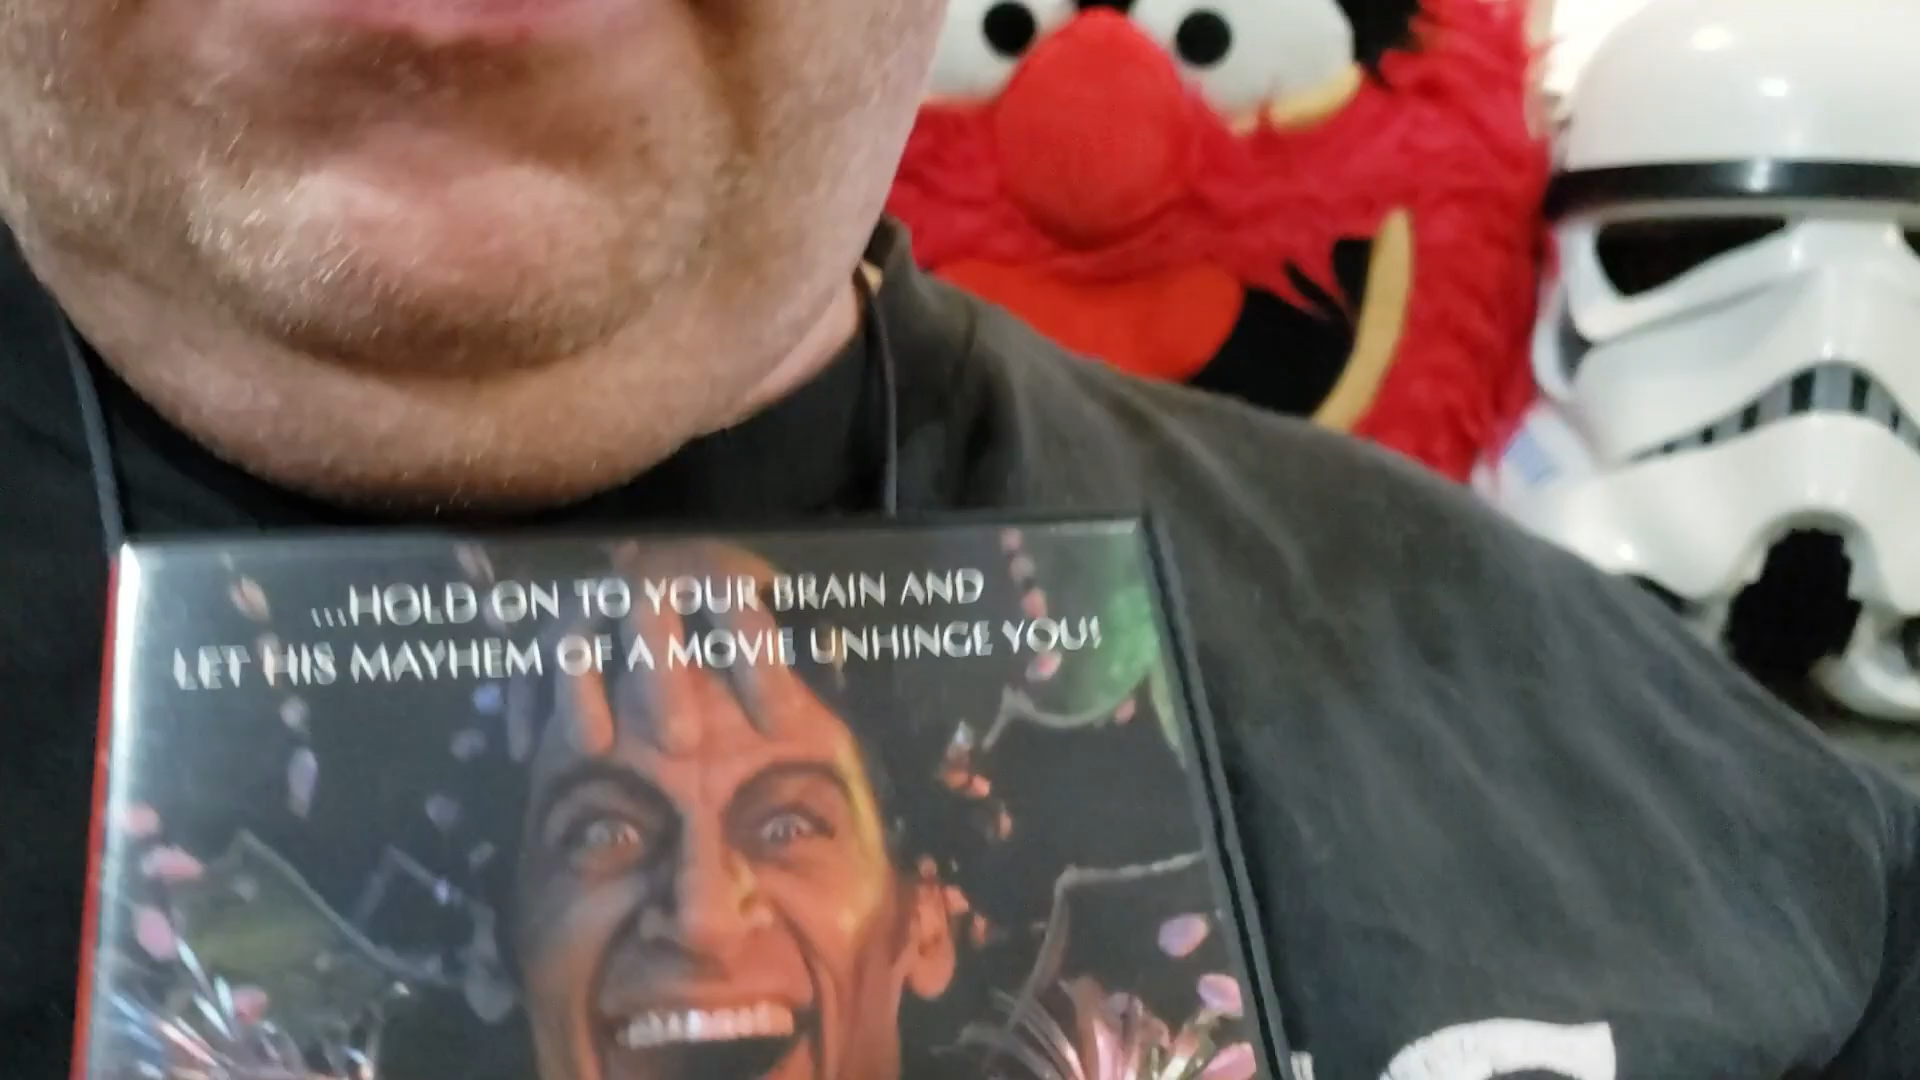 ...HOLD ON TO YOUR BRAIN AND
LET HIS MAYHEM OF A MOVIE UNHINGE YOU!